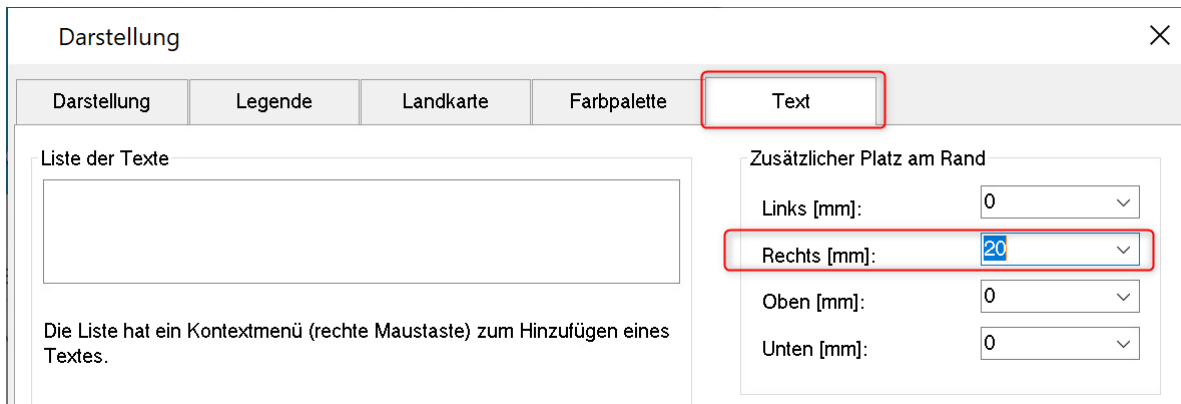 Darstellung
Darstellung Legende Landkarte Farbpalette Text
Liste der Texte
Die Liste hat ein Kontextmenü (rechte Maustaste) zum Hinzufügen eines
Textes.
Zusätzlicher Platz am Rand
Links [mm]: 0
Rechts [mm]: 20
Oben [mm]: 0
Unten [mm]: 0